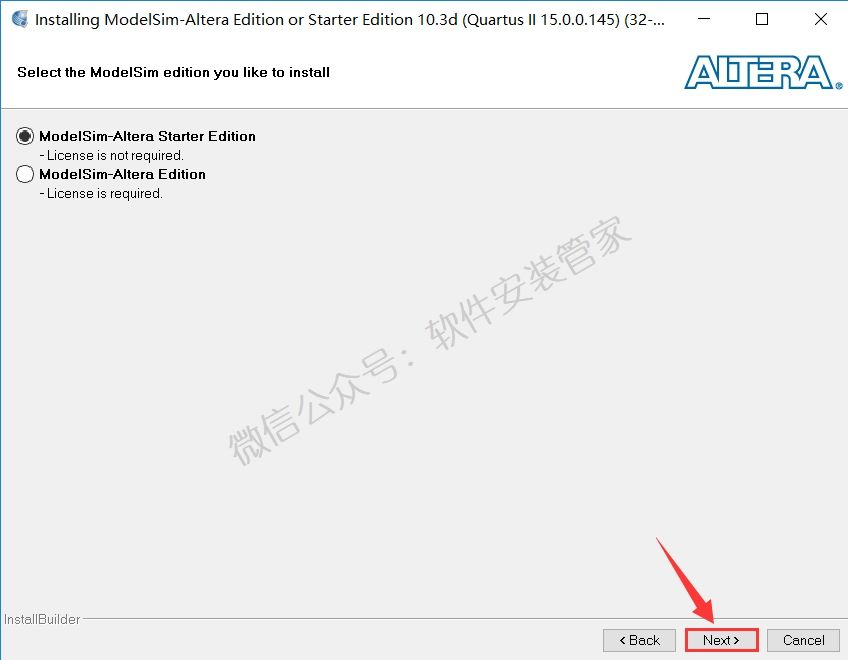 Installing ModelSim-Altera Edition or Starter Edition 10.3d (Quartus II 15.0.0.145) (32-...
Select the ModelSim edition you like to install
ALTERA®
ModelSim-Altera Starter Edition
- License is not required.
ModelSim-Altera Edition
- License is required.
微信公众号：软件安装管家
InstallBuilder
< Back
Next >
Cancel